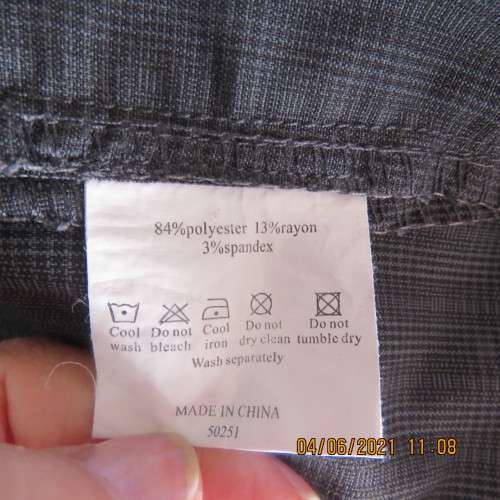 84%polyester 13%rayon
3%spandex
Cool wash
Do not bleach
Cool iron
Do not dry clean
Do not tumble dry
Wash separately
MADE IN CHINA
50251
04/06/2021 11:08